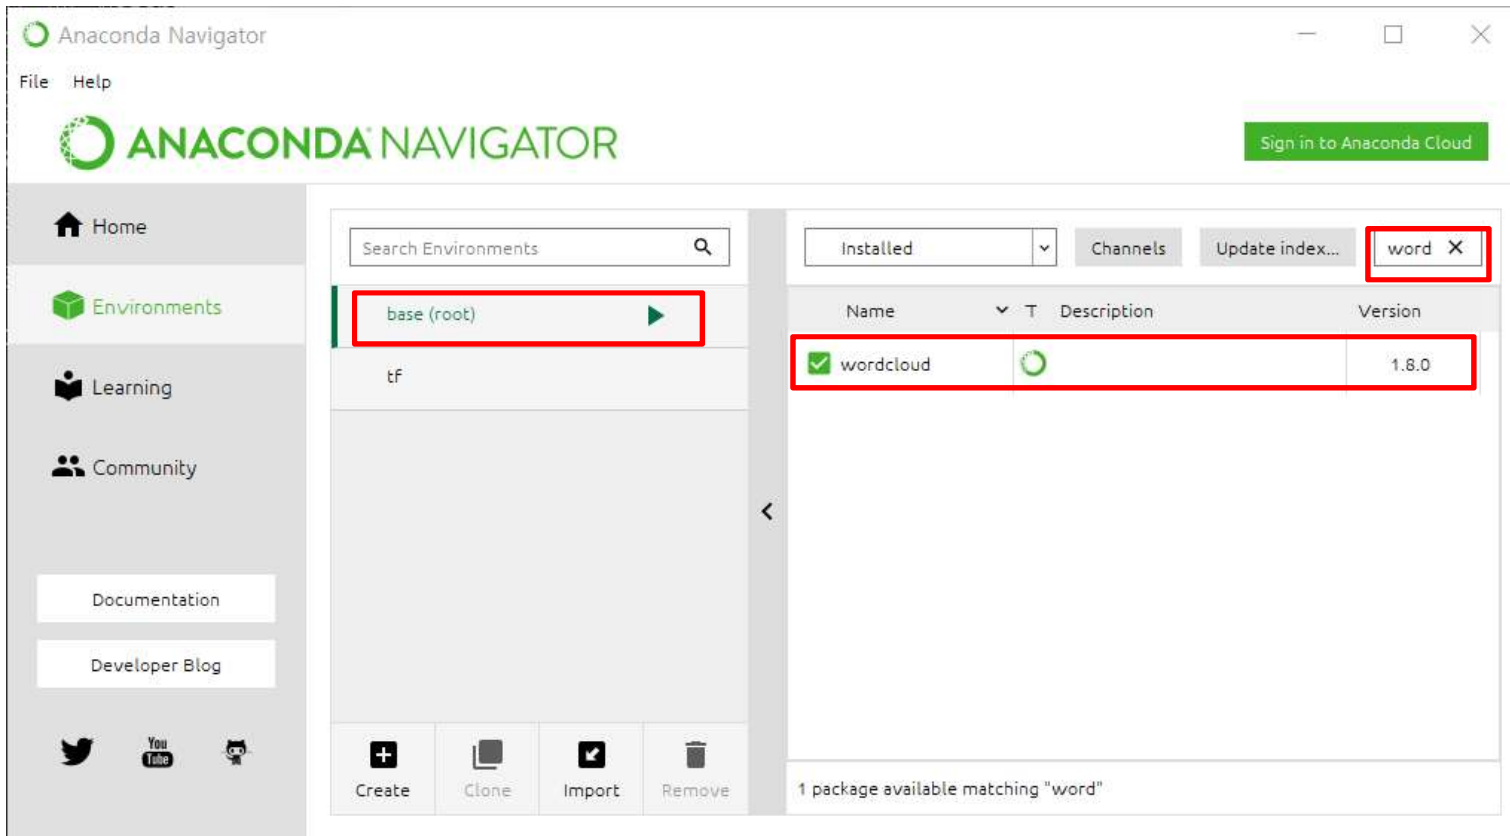 Anaconda Navigator
File Help
ANACONDA NAVIGATOR
Sign in to Anaconda Cloud
Home
Environments
Learning
Community
Documentation
Developer Blog
You
Tube
Search Environments
base (root)
tf
Create Clone Import Remove
Installed Channels Update index... word
Name T Description Version
wordcloud 1.8.0
1 package available matching "word"